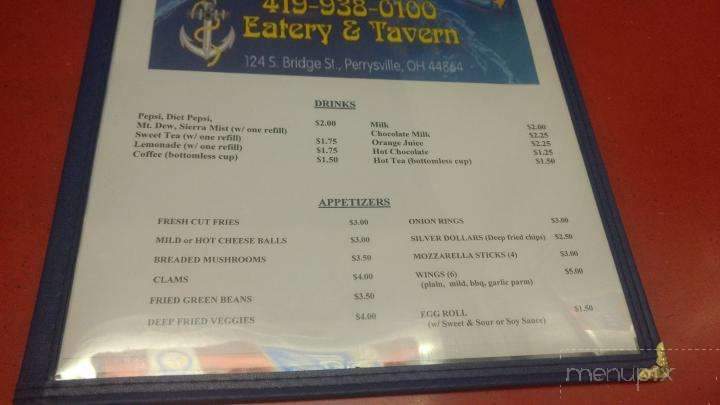 419-938-0100
Eatery & Tavern
124 S. Bridge St., Perrysville, OH 44864
DRINKS
Pepsi, Diet Pepsi,
Mt. Dew, Sierra Mist (w/ one refill) $2.00
Sweet Tea (w/ one refill) $1.75
Lemonade (w/ one refill) $1.75
Coffee (bottomless cup) $1.50
Milk $2.00
Chocolate Milk $2.25
Orange Juice $2.25
Hot Chocolate $1.25
Hot Tea (bottomless cup) $1.50
APPETIZERS
FRESH CUT FRIES $3.00
MILD or HOT CHEESE BALLS $3.00
BREADED MUSHROOMS $3.50
CLAMS $4.00
FRIED GREEN BEANS $3.50
DEEP FRIED VEGGIES $4.00
ONION RINGS $3.00
SILVER DOLLARS (Deep fried chips) $2.50
MOZZARELLA STICKS (4) $3.00
WINGS (6) $5.00
(plain, mild, bbq, garlic parm)
EGG ROLL $1.50
(w/ Sweet & Sour or Soy Sauce)
menupix